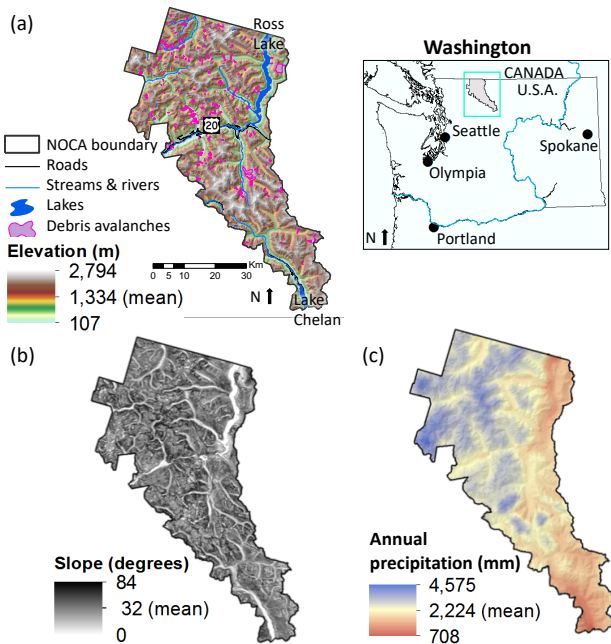 (a)
Ross
Lake
20
NOCA boundary
Roads
Streams & rivers
Lakes
Debris avalanches
Elevation (m)
2,794
1,334 (mean)
107
0 5 10 20 30
Km
N
Lake
Chelan
Washington
CANADA
U.S.A.
Seattle
Spokane
Olympia
Portland
N
(b)
Slope (degrees)
84
32 (mean)
0
(c)
Annual
precipitation (mm)
4,575
2,224 (mean)
708